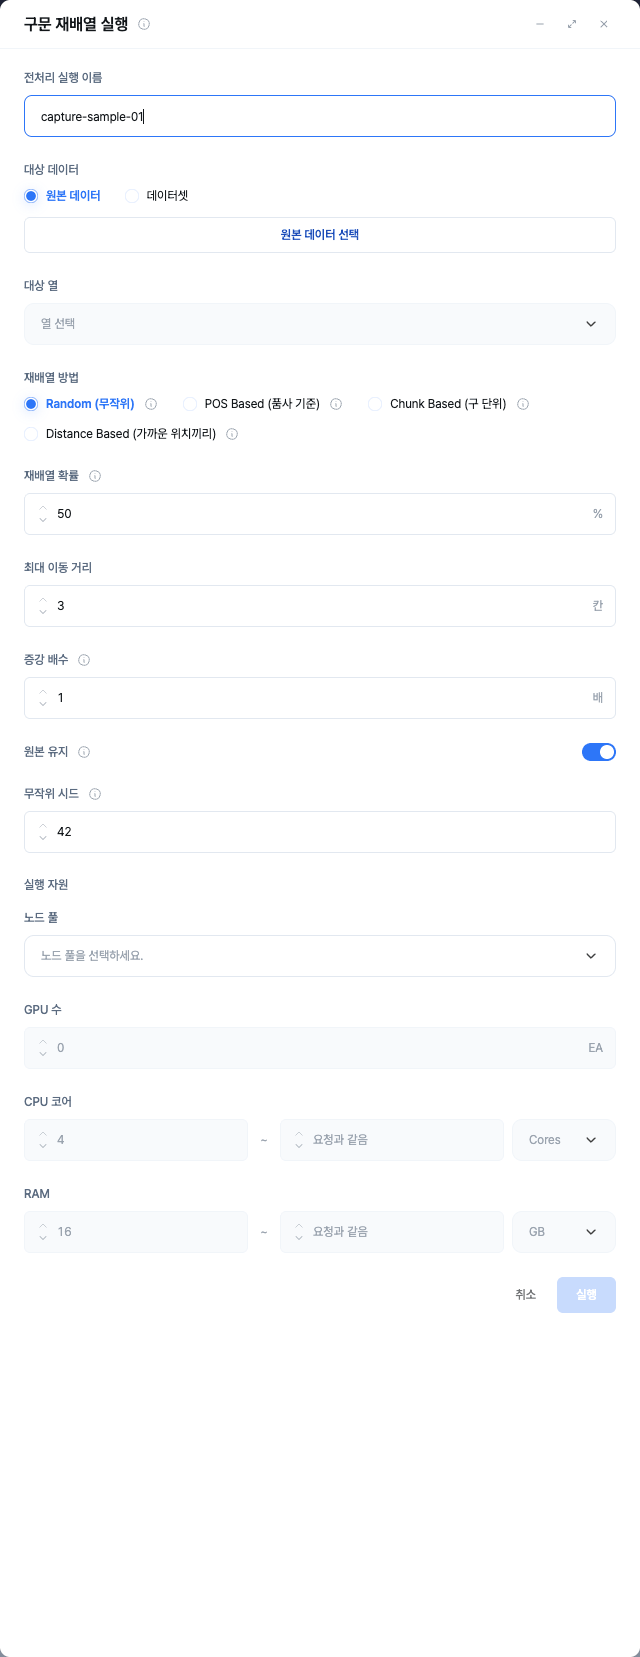 구문 재배열 실행
전처리 실행 이름
capture-sample-01
대상 데이터
원본 데이터 데이터셋
원본 데이터 선택
대상 열
열 선택
재배열 방법
Random (무작위) POS Based (품사 기준) Chunk Based (구 단위)
Distance Based (가까운 위치끼리)
재배열 확률
50 %
최대 이동 거리
3 칸
증강 배수
1 배
원본 유지
무작위 시드
42
실행 자원
노드 풀
노드 풀을 선택하세요.
GPU 수
0 EA
CPU 코어
4 ~ 요청과 같음 Cores
RAM
16 ~ 요청과 같음 GB
취소 실행